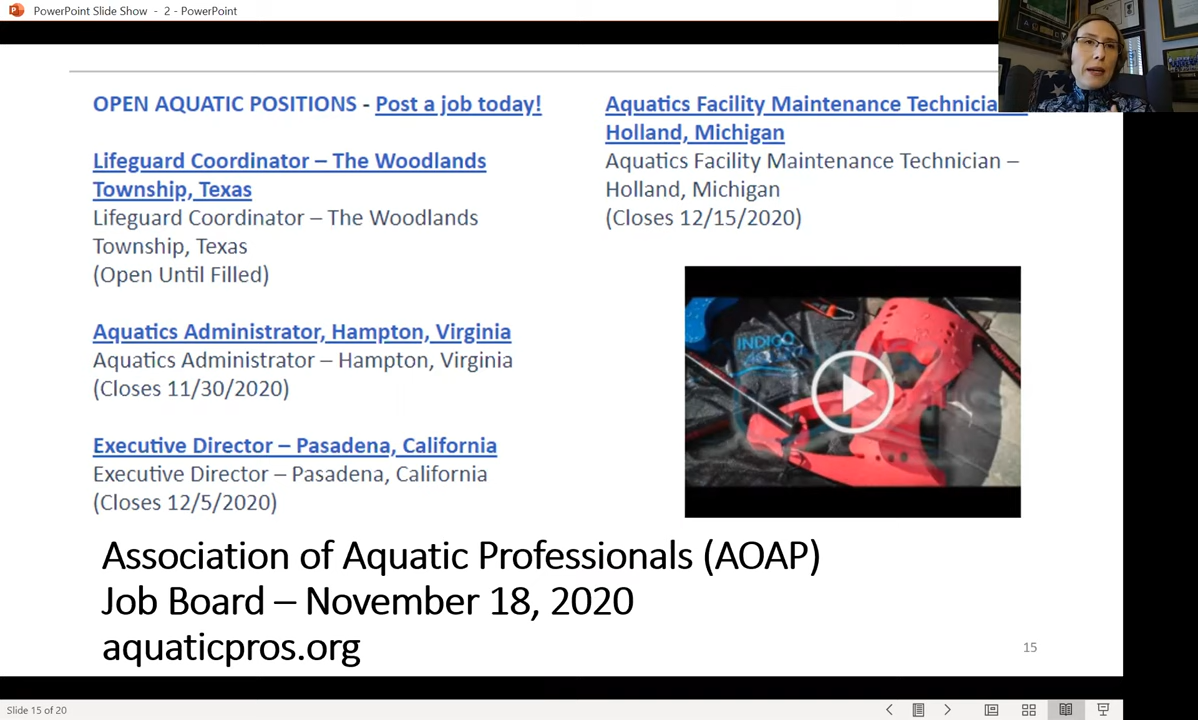 PowerPoint Slide Show - 2 - PowerPoint
OPEN AQUATIC POSITIONS - Post a job today!
Lifeguard Coordinator – The Woodlands
Township, Texas
Lifeguard Coordinator – The Woodlands
Township, Texas
(Open Until Filled)
Aquatics Administrator, Hampton, Virginia
Aquatics Administrator – Hampton, Virginia
(Closes 11/30/2020)
Executive Director – Pasadena, California
Executive Director – Pasadena, California
(Closes 12/5/2020)
Aquatics Facility Maintenance Technicia
Holland, Michigan
Aquatics Facility Maintenance Technician –
Holland, Michigan
(Closes 12/15/2020)
INDIGO
Association of Aquatic Professionals (AOAP)
Job Board – November 18, 2020
aquaticpros.org
15
Slide 15 of 20